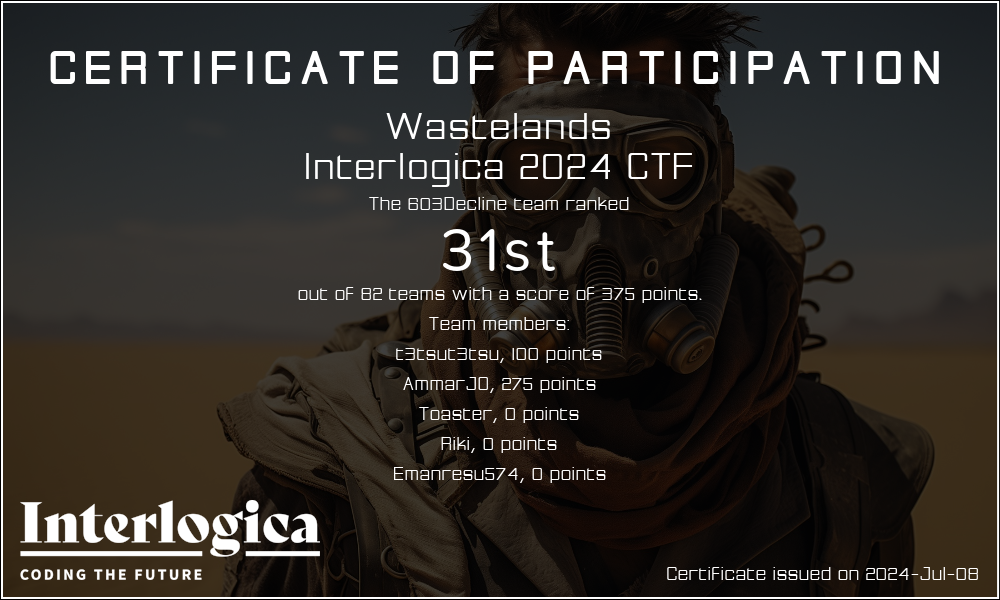 CERTIFICATE OF PARTICIPATION
Wastelands
Interlogica 2024 CTF
The 603Decline team ranked
31st
out of 82 teams with a score of 375 points.
Team members:
t3tsut3tsu, 100 points
AmmarJD, 275 points
Toaster, 0 points
Riki, 0 points
Emanresu574, 0 points
Interlogica
CODING THE FUTURE
Certificate issued on 2024-Jul-08